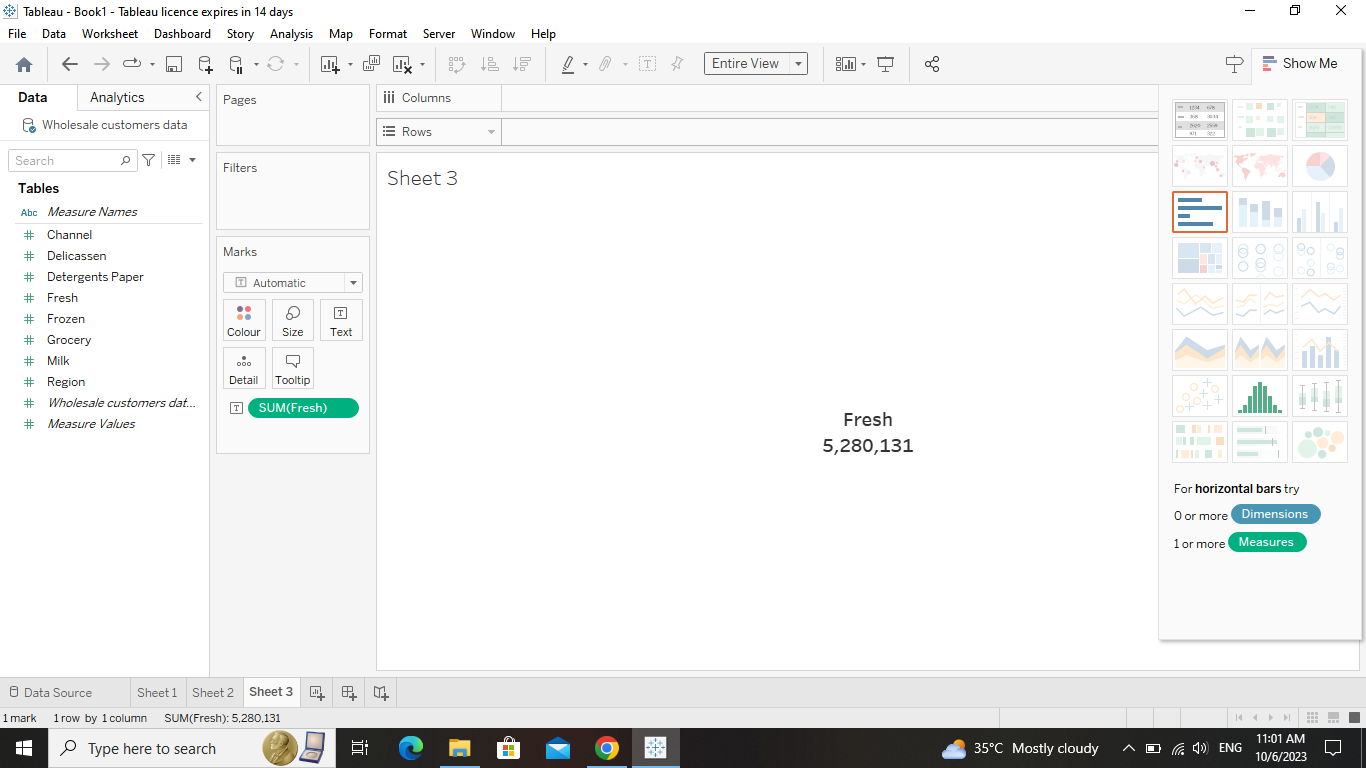 Tableau - Book1 - Tableau licence expires in 14 days
File Data Worksheet Dashboard Story Analysis Map Format Server Window Help
Entire View
Show Me
Data Analytics
Wholesale customers data
Search
Tables
Abc Measure Names
Channel
Delicassen
Detergents Paper
Fresh
Frozen
Grocery
Milk
Region
Wholesale customers dat...
Measure Values
Pages
Filters
Marks
Automatic
Colour Size Text
Detail Tooltip
SUM(Fresh)
Columns
Rows
Sheet 3
Fresh
5,280,131
For horizontal bars try
0 or more Dimensions
1 or more Measures
Data Source Sheet 1 Sheet 2 Sheet 3
1 mark 1 row by 1 column SUM(Fresh): 5,280,131
Type here to search
35°C Mostly cloudy
ENG
11:01 AM
10/6/2023